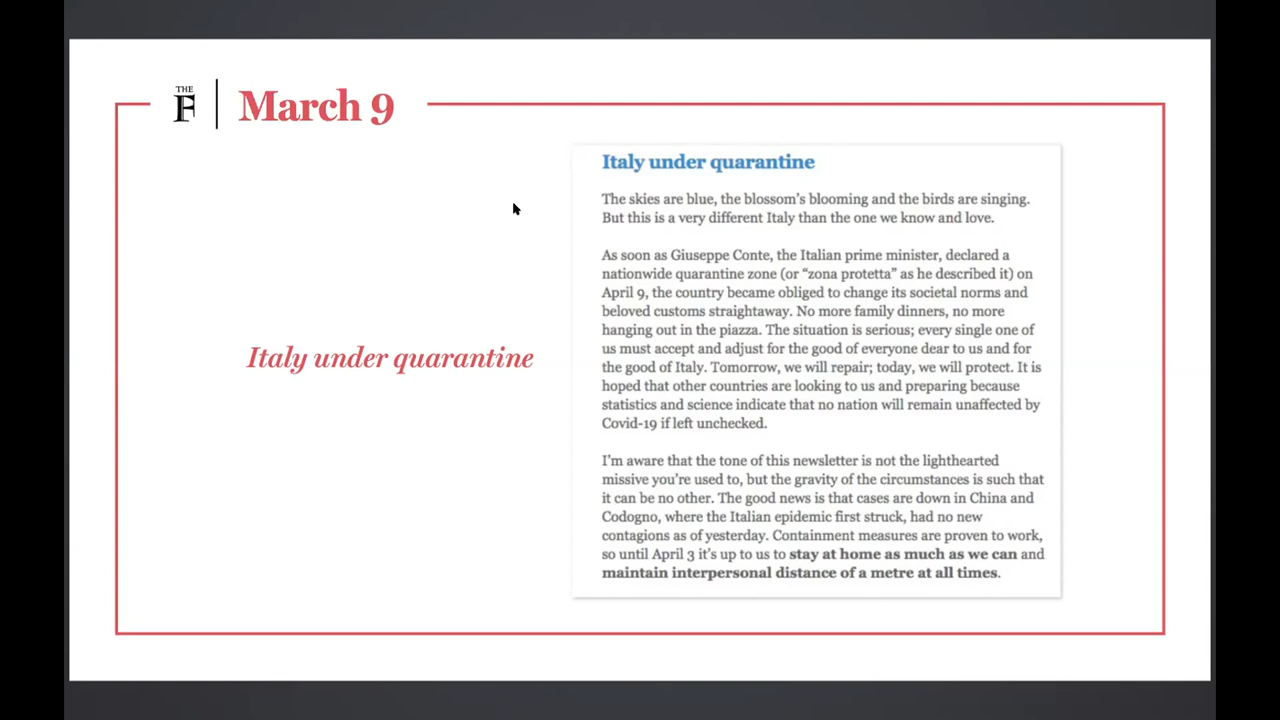 THE
F
March 9
Italy under quarantine
Italy under quarantine
The skies are blue, the blossom's blooming and the birds are singing.
But this is a very different Italy than the one we know and love.
As soon as Giuseppe Conte, the Italian prime minister, declared a
nationwide quarantine zone (or “zona protetta” as he described it) on
April 9, the country became obliged to change its societal norms and
beloved customs straightaway. No more family dinners, no more
hanging out in the piazza. The situation is serious; every single one of
us must accept and adjust for the good of everyone dear to us and for
the good of Italy. Tomorrow, we will repair; today, we will protect. It is
hoped that other countries are looking to us and preparing because
statistics and science indicate that no nation will remain unaffected by
Covid-19 if left unchecked.
I'm aware that the tone of this newsletter is not the lighthearted
missive you're used to, but the gravity of the circumstances is such that
it can be no other. The good news is that cases are down in China and
Codogno, where the Italian epidemic first struck, had no new
contagions as of yesterday. Containment measures are proven to work,
so until April 3 it's up to us to stay at home as much as we can and
maintain interpersonal distance of a metre at all times.